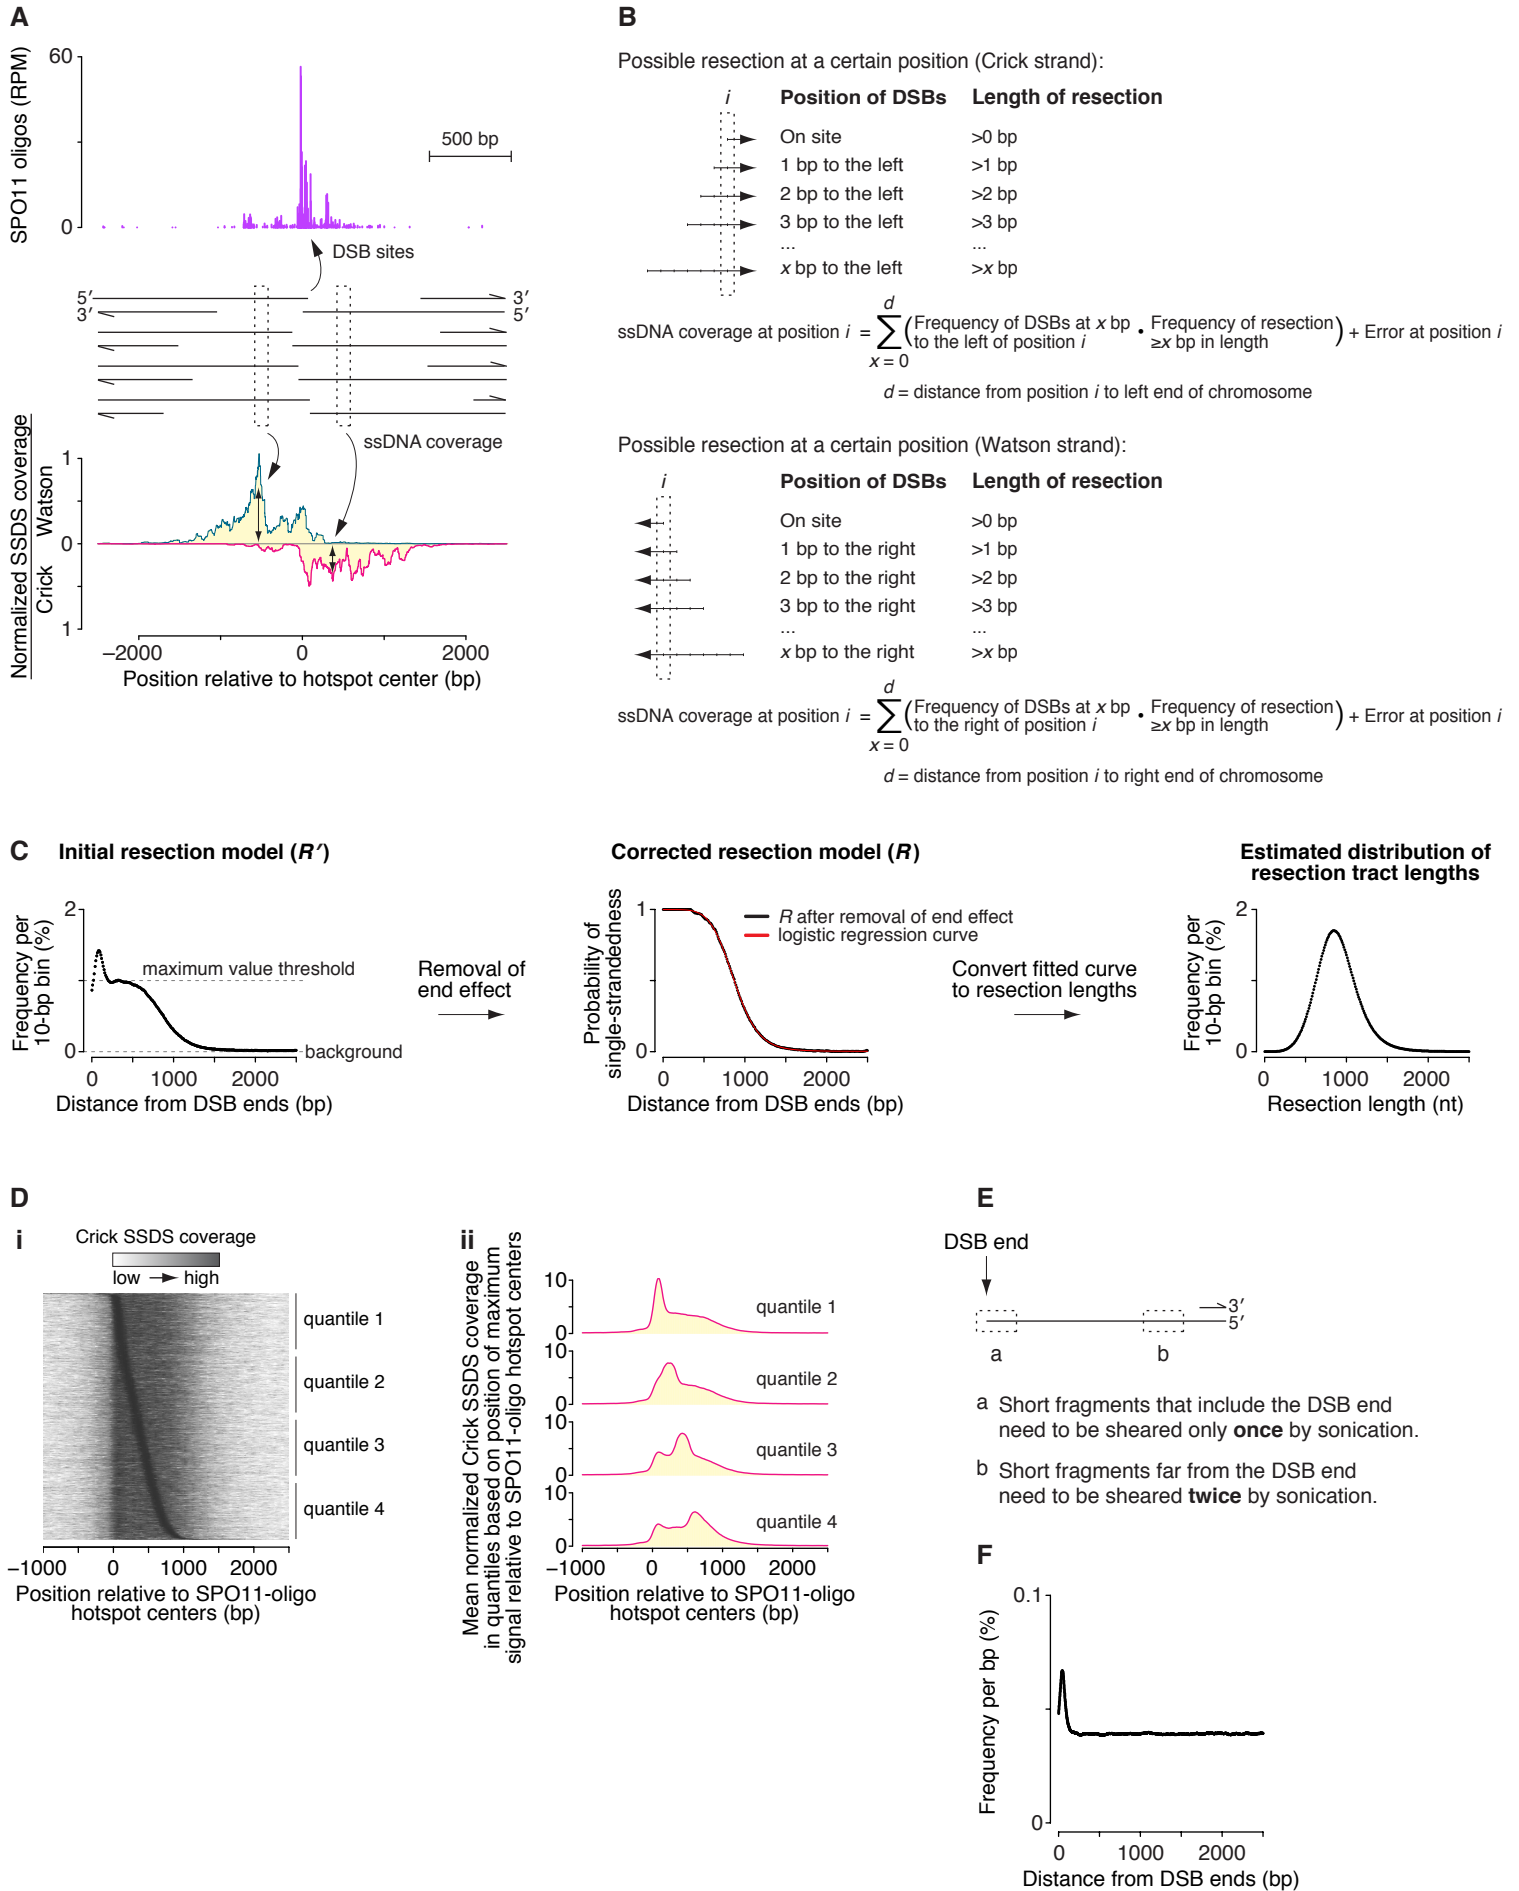 A
SPO11 oligos (RPM)
60
0
500 bp
DSB sites
5′
3′
3′
5′
ssDNA coverage
Normalized SSDS coverage
Crick Watson
1
0
1
−2000 0 2000
Position relative to hotspot center (bp)
B
Possible resection at a certain position (Crick strand):
i
Position of DSBs Length of resection
On site >0 bp
1 bp to the left >1 bp
2 bp to the left >2 bp
3 bp to the left >3 bp
... ...
x bp to the left >x bp
ssDNA coverage at position i = d ∑ x = 0 (Frequency of DSBs at x bp to the left of position i • Frequency of resection ≥x bp in length) + Error at position i
d = distance from position i to left end of chromosome
Possible resection at a certain position (Watson strand):
i
Position of DSBs Length of resection
On site >0 bp
1 bp to the right >1 bp
2 bp to the right >2 bp
3 bp to the right >3 bp
... ...
x bp to the right >x bp
ssDNA coverage at position i = d ∑ x = 0 (Frequency of DSBs at x bp to the right of position i • Frequency of resection ≥x bp in length) + Error at position i
d = distance from position i to right end of chromosome
C
Initial resection model (R′)
Frequency per
10-bp bin (%)
2
0
maximum value threshold
background
0 1000 2000
Distance from DSB ends (bp)
Removal of
end effect
Corrected resection model (R)
Probability of
single-strandedness
1
0
R after removal of end effect
logistic regression curve
0 1000 2000
Distance from DSB ends (bp)
Convert fitted curve
to resection lengths
Estimated distribution of
resection tract lengths
Frequency per
10-bp bin (%)
2
0
0 1000 2000
Resection length (nt)
D
i
Crick SSDS coverage
low high
quantile 1
quantile 2
quantile 3
quantile 4
−1000 0 1000 2000
Position relative to SPO11-oligo
hotspot centers (bp)
ii
Mean normalized Crick SSDS coverage
in quantiles based on position of maximum
signal relative to SPO11-oligo hotspot centers
10
0
quantile 1
10
0
quantile 2
10
0
quantile 3
10
0
quantile 4
−1000 0 1000 2000
Position relative to SPO11-oligo
hotspot centers (bp)
E
DSB end
3′
5′
a b
a Short fragments that include the DSB end
need to be sheared only once by sonication.
b Short fragments far from the DSB end
need to be sheared twice by sonication.
F
Frequency per bp (%)
0.1
0
0 1000 2000
Distance from DSB ends (bp)